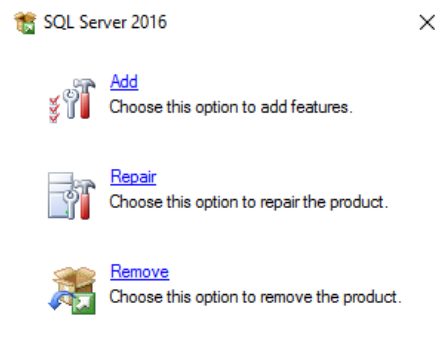 SQL Server 2016
Add
Choose this option to add features.
Repair
Choose this option to repair the product.
Remove
Choose this option to remove the product.